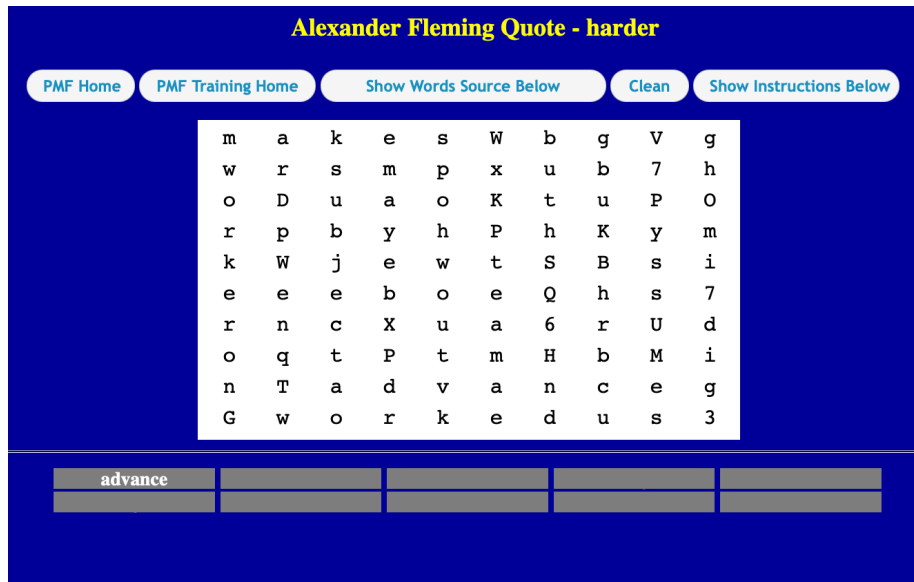 Alexander Fleming Quote - harder
PMF Home PMF Training Home Show Words Source Below Clean Show Instructions Below
m a k e s W b g V g
w r s m p x u b 7 h
o D u a o K t u P O
r p b y h P h K y m
k W j e w t S B s i
e e e b o e Q h s 7
r n c X u a 6 r U d
o q t P t m H b M i
n T a d v a n c e g
G w o r k e d u s 3
advance